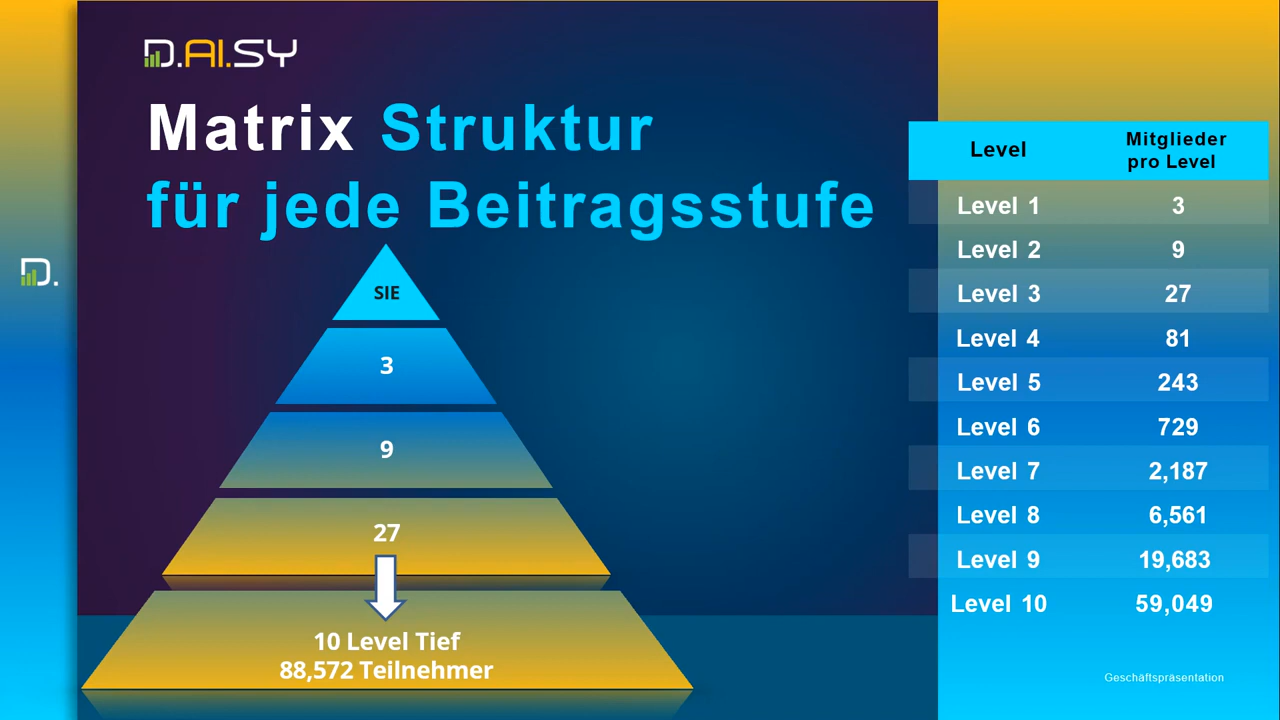 D.AI.SY
Matrix Struktur
für jede Beitragsstufe
D.
SIE
3
9
27
10 Level Tief
88,572 Teilnehmer
Level Mitglieder pro Level
Level 1 3
Level 2 9
Level 3 27
Level 4 81
Level 5 243
Level 6 729
Level 7 2,187
Level 8 6,561
Level 9 19,683
Level 10 59,049
Geschäftspräsentation